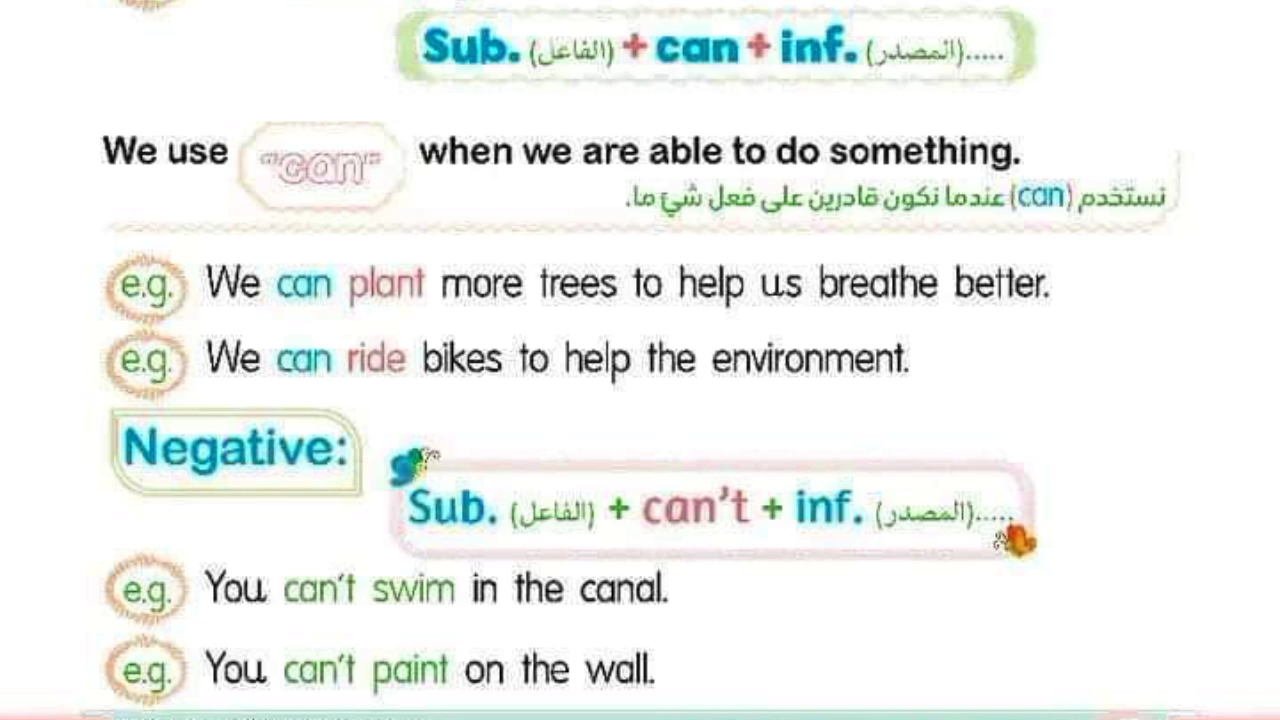 Sub. (الفاعل) + can + inf. (المصدر).....
We use "can" when we are able to do something.
نستخدم (can) عندما نكون قادرين على فعل شيئ ما.
e.g. We can plant more trees to help us breathe better.
e.g. We can ride bikes to help the environment.
Negative:
Sub. (الفاعل) + can't + inf. (المصدر).....
e.g. You can't swim in the canal.
e.g. You can't paint on the wall.